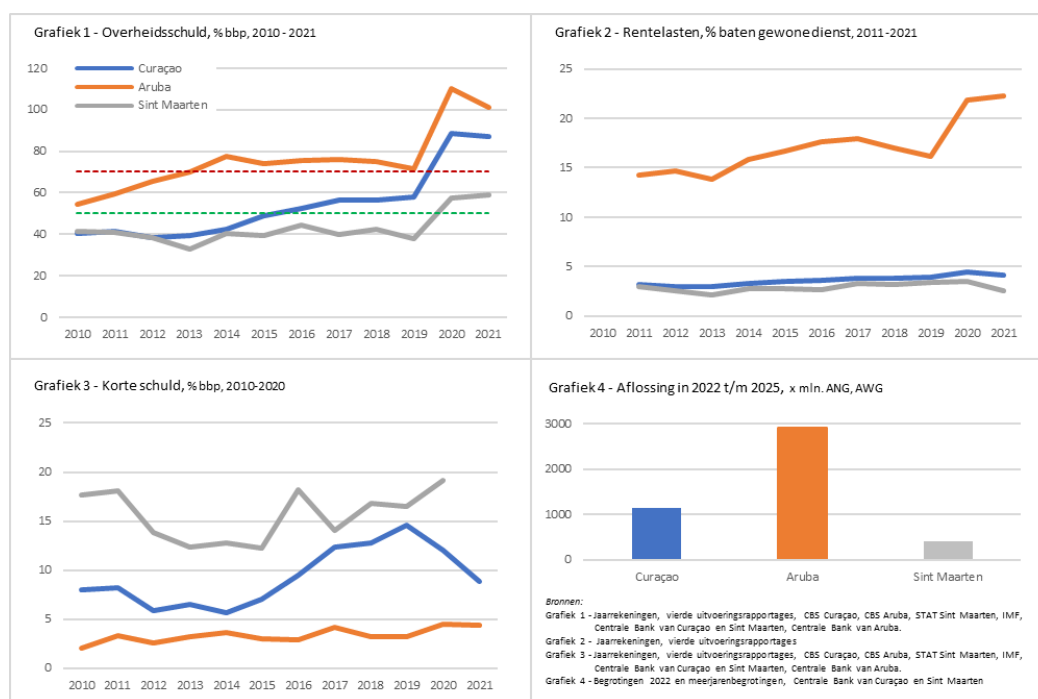 Grafiek 1 - Overheidsschuld, % bbp, 2010 - 2021
120
100
80
60
40
20
0
Curaçao
Aruba
Sint Maarten
2010 2011 2012 2013 2014 2015 2016 2017 2018 2019 2020 2021
Grafiek 2 - Rentelasten, % baten gewone dienst, 2011-2021
25
20
15
10
5
0
2010 2011 2012 2013 2014 2015 2016 2017 2018 2019 2020 2021
Grafiek 3 - Korte schuld, % bbp, 2010-2020
25
20
15
10
5
0
2010 2011 2012 2013 2014 2015 2016 2017 2018 2019 2020 2021
Grafiek 4 - Aflossing in 2022 t/m 2025, x mln. ANG, AWG
3000
2000
1000
0
Curaçao Aruba Sint Maarten
Bronnen:
Grafiek 1 - Jaarrekeningen, vierde uitvoeringsrapportages, CBS Curaçao, CBS Aruba, STAT Sint Maarten, IMF,
Centrale Bank van Curaçao en Sint Maarten, Centrale Bank van Aruba.
Grafiek 2 - Jaarrekeningen, vierde uitvoeringsrapportages
Grafiek 3 - Jaarrekeningen, vierde uitvoeringsrapportages, CBS Curaçao, CBS Aruba, STAT Sint Maarten, IMF,
Centrale Bank van Curaçao en Sint Maarten, Centrale Bank van Aruba.
Grafiek 4 - Begrotingen 2022 en meerjarenbegrotingen, Centrale Bank van Curaçao en Sint Maarten